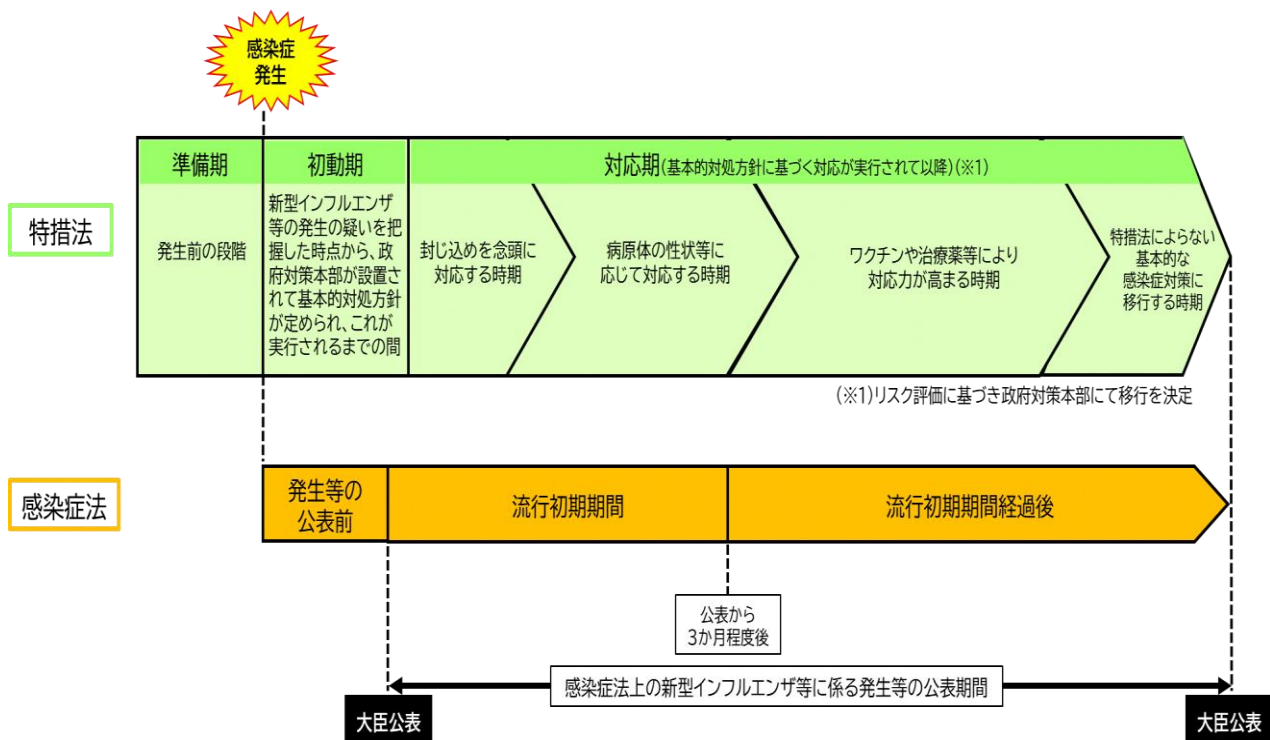 感染症
発生
準備期
初動期
対応期(基本的対処方針に基づく対応が実行されて以降)(※1)
特措法
発生前の段階
新型インフルエンザ
等の発生の疑いを把
握した時点から、政
府対策本部が設置され
て基本的対処方針
が定められ、これが
実行されるまでの間
封じ込めを念頭に
対応する時期
病原体の性状等に
応じて対応する時期
ワクチンや治療薬等により
対応力が高まる時期
特措法によらない
基本的な
感染症対策に
移行する時期
(※1)リスク評価に基づき政府対策本部にて移行を決定
感染症法
発生等の
公表前
流行初期期間
流行初期期間経過後
公表から
3か月程度後
感染症法上の新型インフルエンザ等に係る発生等の公表期間
大臣公表
大臣公表